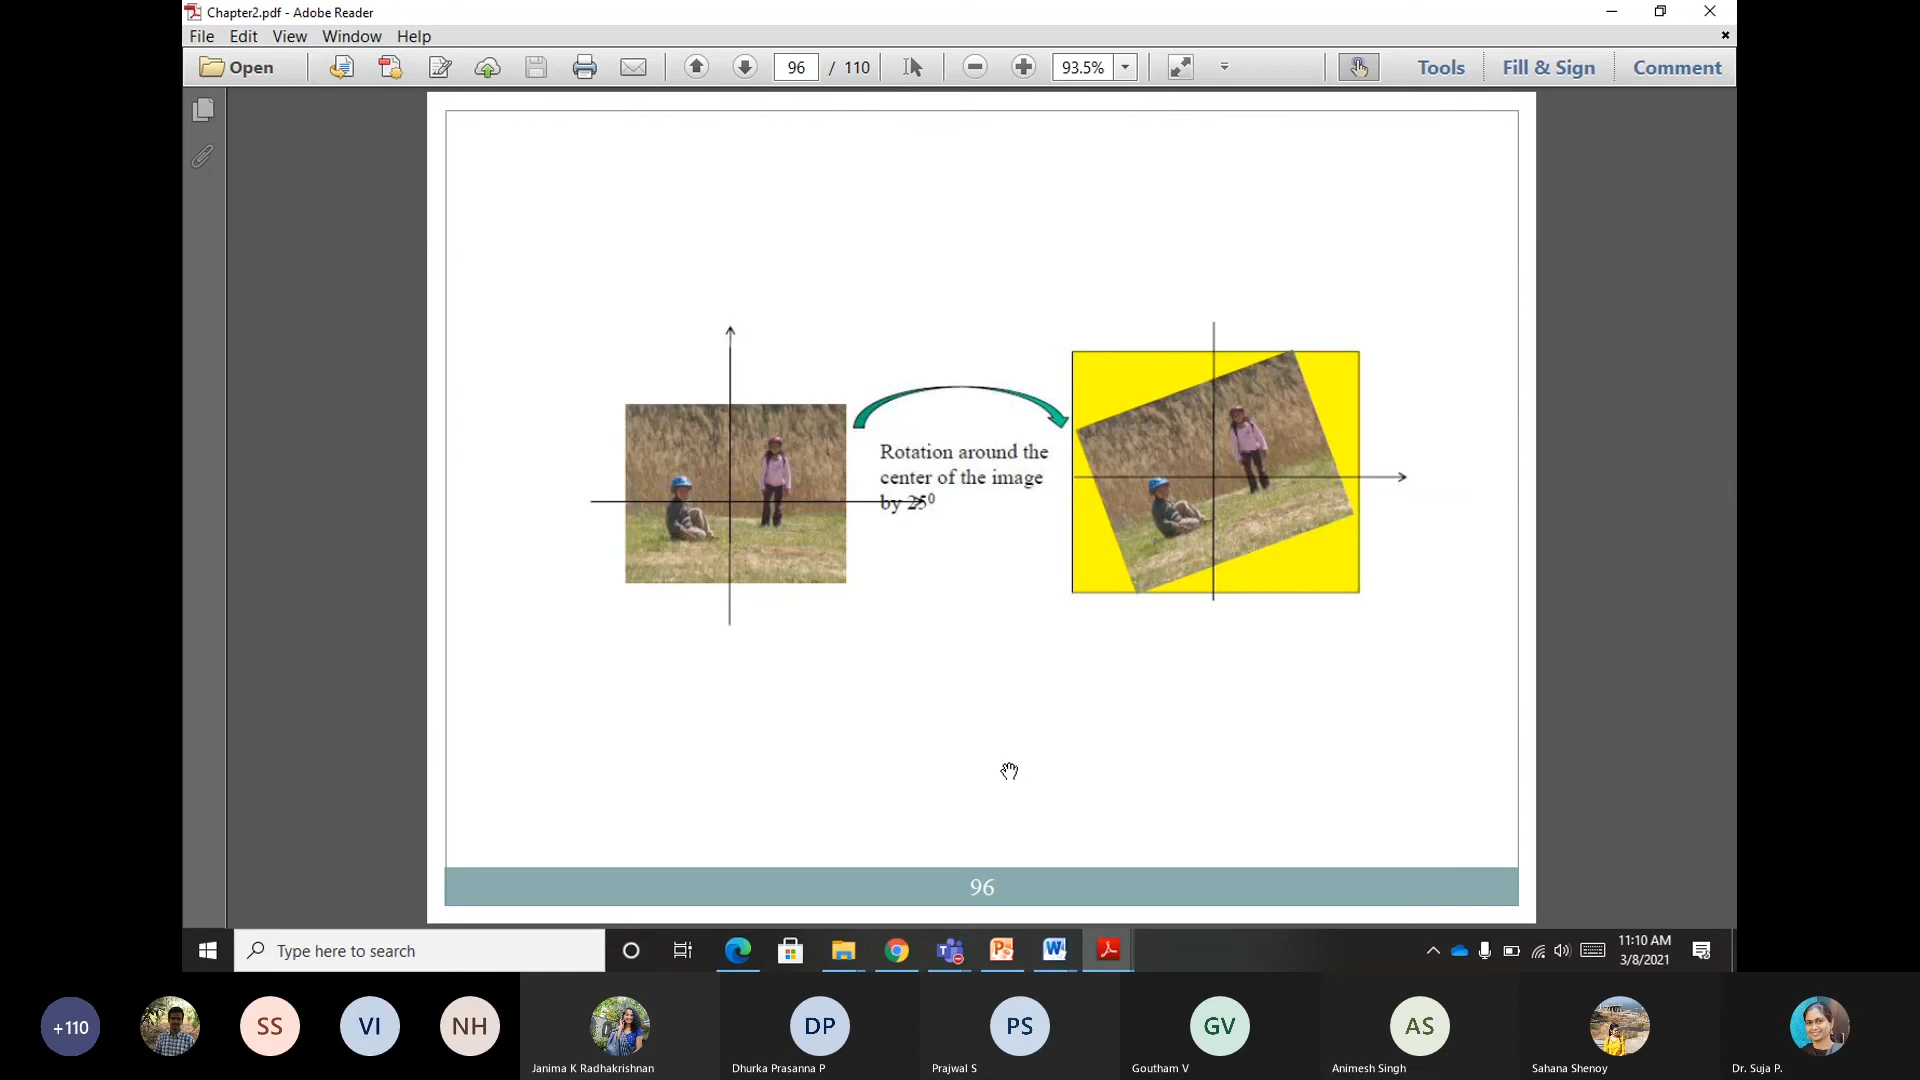 Chapter2.pdf - Adobe Reader
File Edit View Window Help
Open 96 / 110 93.5% Tools Fill & Sign Comment
Rotation around the
center of the image
by 25⁰
96
Type here to search
11:10 AM
3/8/2021
+110 SS VI NH DP PS GV AS
Janima K Radhakrishnan Dhurka Prasanna P Prajwal S Goutham V Animesh Singh Sahana Shenoy Dr. Suja P.